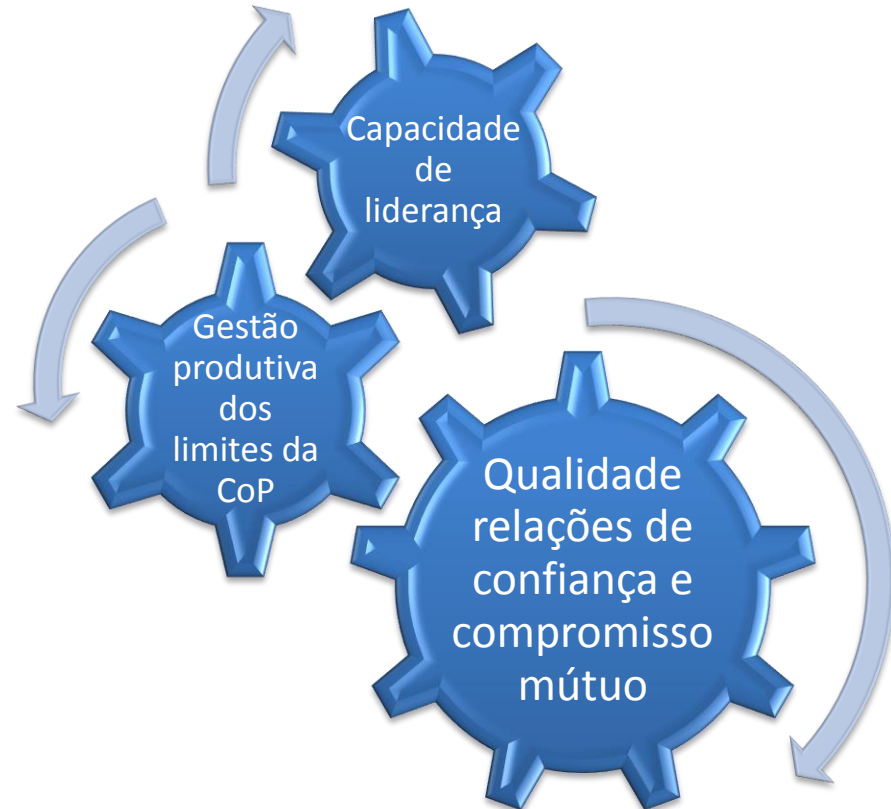 Capacidade
de
liderança
Gestão
produtiva
dos
limites da
CoP
Qualidade
relações de
confiança e
compromisso
mútuo